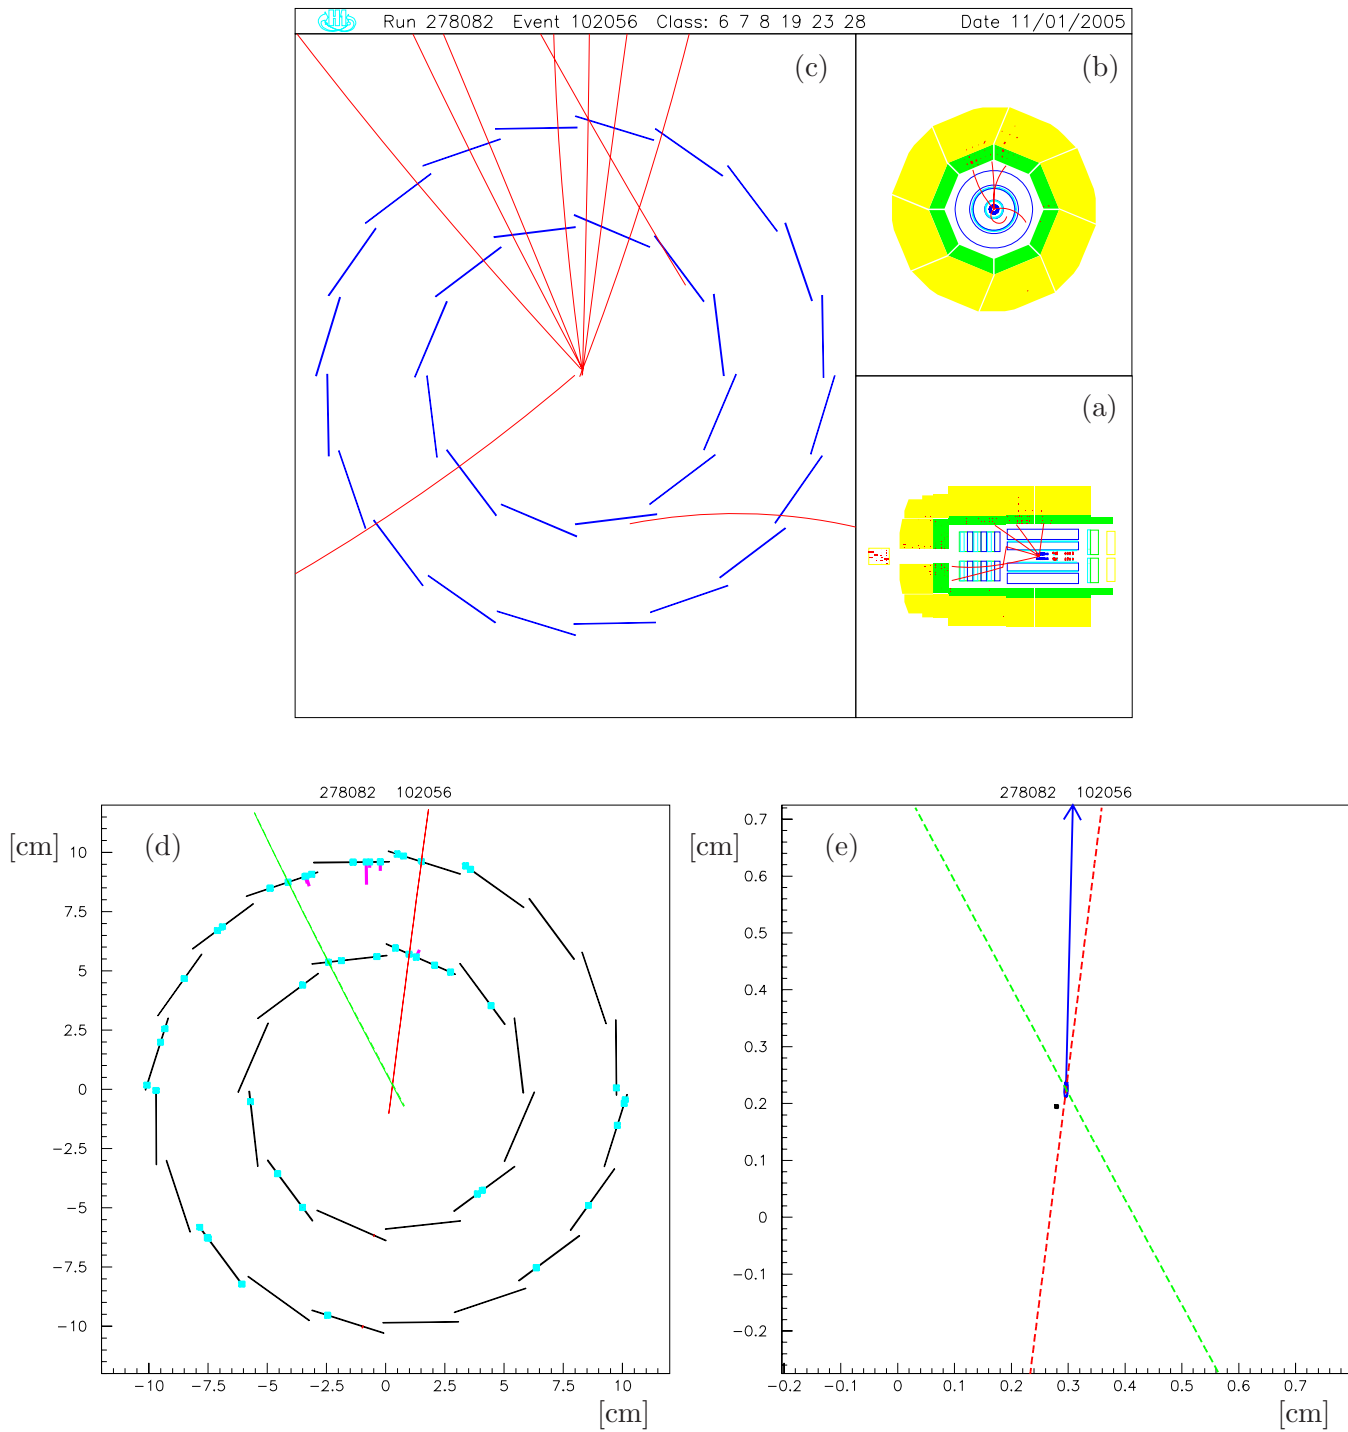 Run 278082 Event 102056 Class: 6 7 8 19 23 28 Date 11/01/2005
(c)
(b)
(a)
278082 102056
[cm]
(d)
10
7.5
5
2.5
0
−2.5
−5
−7.5
−10
−10 −7.5 −5 −2.5 0 2.5 5 7.5 10
[cm]
278082 102056
[cm]
(e)
0.7
0.6
0.5
0.4
0.3
0.2
0.1
0
−0.1
−0.2
−0.2 −0.1 0 0.1 0.2 0.3 0.4 0.5 0.6 0.7
[cm]